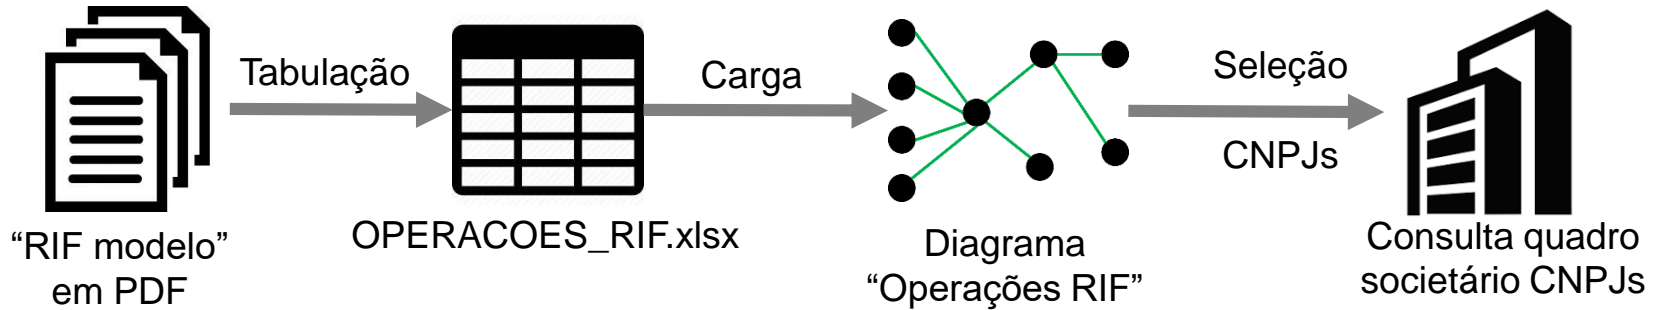 Tabulação
Carga
Seleção
CNPJs
“RIF modelo”
em PDF
OPERACOES_RIF.xlsx
Diagrama
“Operações RIF”
Consulta quadro
societário CNPJs